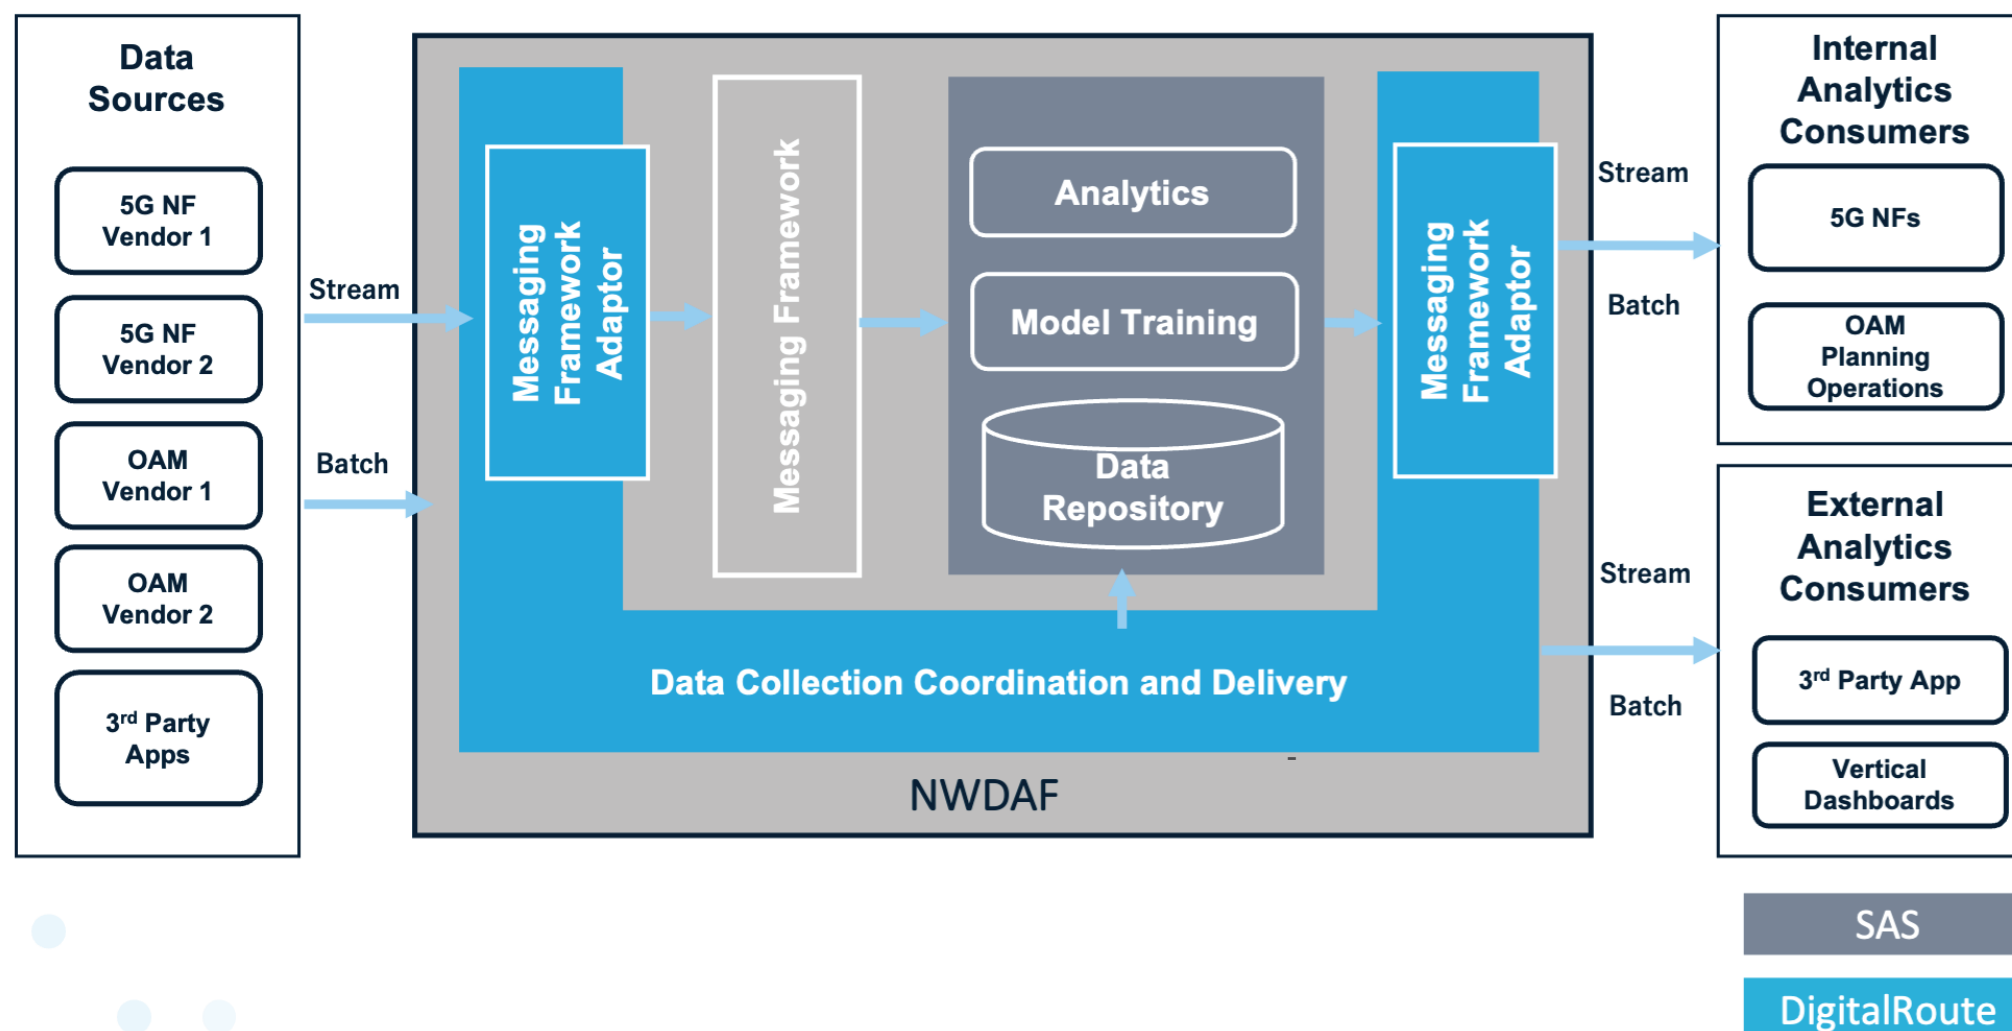 Data
Sources
5G NF
Vendor 1
5G NF
Vendor 2
OAM
Vendor 1
OAM
Vendor 2
3rd Party
Apps
Stream
Batch
Messaging
Framework
Adaptor
Messaging Framework
Analytics
Model Training
Data
Repository
Messaging
Framework
Adaptor
Data Collection Coordination and Delivery
NWDAF
Stream
Batch
Stream
Batch
Internal
Analytics
Consumers
5G NFs
OAM
Planning
Operations
External
Analytics
Consumers
3rd Party App
Vertical
Dashboards
SAS
DigitalRoute